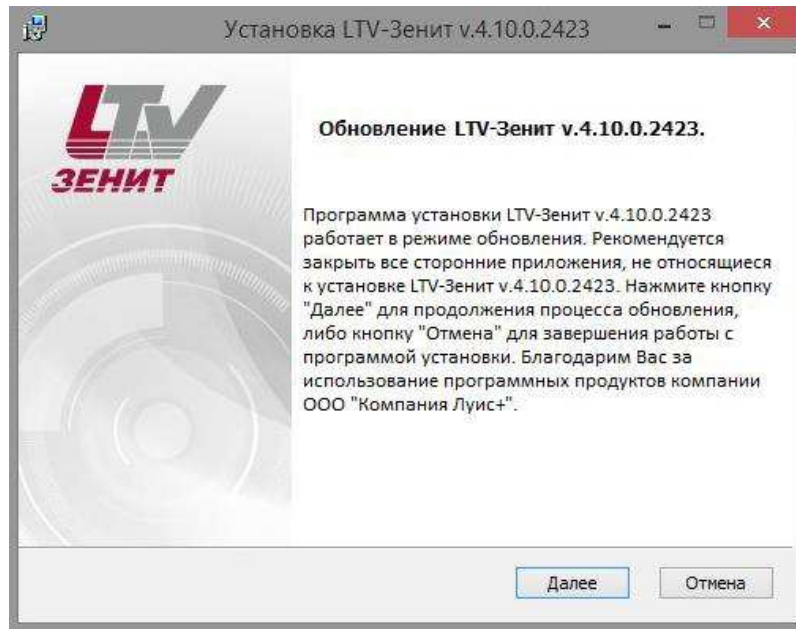 Установка LTV-Зенит v.4.10.0.2423
LTV
ЗЕНИТ
Обновление LTV-Зенит v.4.10.0.2423.
Программа установки LTV-Зенит v.4.10.0.2423
работает в режиме обновления. Рекомендуется
закрыть все сторонние приложения, не относящиеся
к установке LTV-Зенит v.4.10.0.2423. Нажмите кнопку
"Далее" для продолжения процесса обновления,
либо кнопку "Отмена" для завершения работы с
программой установки. Благодарим Вас за
использование программных продуктов компании
ООО "Компания Луис+".
Далее
Отмена